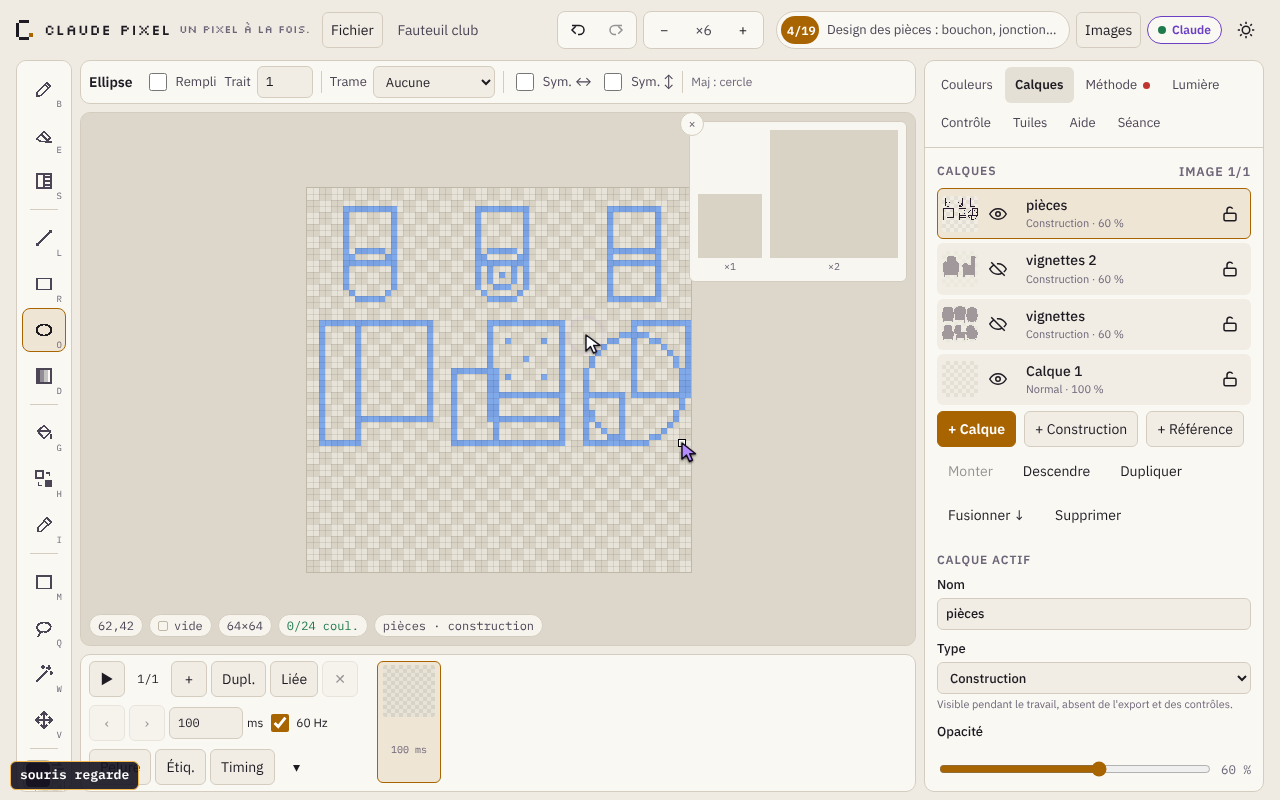 CLAUDE PIXEL UN PIXEL À LA FOIS. Fichier Fauteuil club − ×6 + 4/19 Design des pièces : bouchon, jonction… Images Claude
Ellipse Rempli Trait 1 Trame Aucune Sym. ↔ Sym. ↕ Maj : cercle
B
E
S
L
R
O
D
G
H
I
M
Q
W
V
×
×1 ×2
62,42 vide 64×64 0/24 coul. pièces · construction
1/1 + Dupl. Liée ×
‹ › 100 ms 60 Hz
Étiq. Timing ▼
100 ms
souris regarde
Couleurs Calques Méthode Lumière
Contrôle Tuiles Aide Séance
CALQUES IMAGE 1/1
pièces
Construction · 60 %
vignettes 2
Construction · 60 %
vignettes
Construction · 60 %
Calque 1
Normal · 100 %
+ Calque + Construction + Référence
Monter Descendre Dupliquer
Fusionner ↓ Supprimer
CALQUE ACTIF
Nom
pièces
Type
Construction
Visible pendant le travail, absent de l'export et des contrôles.
Opacité
60 %